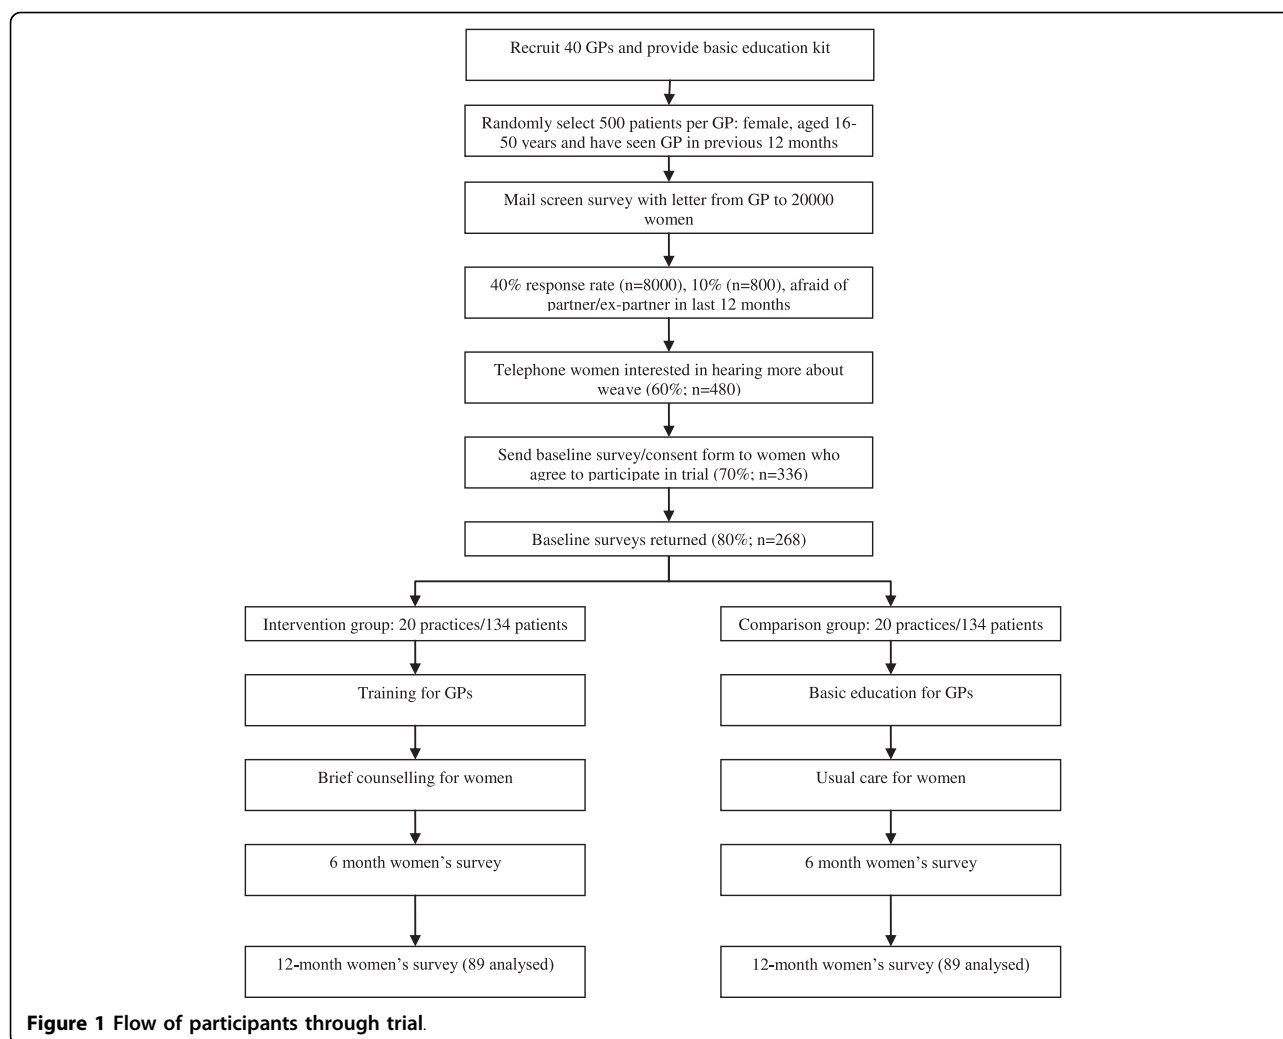 Recruit 40 GPs and provide basic education kit
Randomly select 500 patients per GP: female, aged 16-
50 years and have seen GP in previous 12 months
Mail screen survey with letter from GP to 20000
women
40% response rate (n=8000), 10% (n=800), afraid of
partner/ex-partner in last 12 months
Telephone women interested in hearing more about
weave (60%; n=480)
Send baseline survey/consent form to women who
agree to participate in trial (70%; n=336)
Baseline surveys returned (80%; n=268)
Intervention group: 20 practices/134 patients
Comparison group: 20 practices/134 patients
Training for GPs
Basic education for GPs
Brief counselling for women
Usual care for women
6 month women's survey
6 month women's survey
12-month women's survey (89 analysed)
12-month women's survey (89 analysed)
Figure 1 Flow of participants through trial.